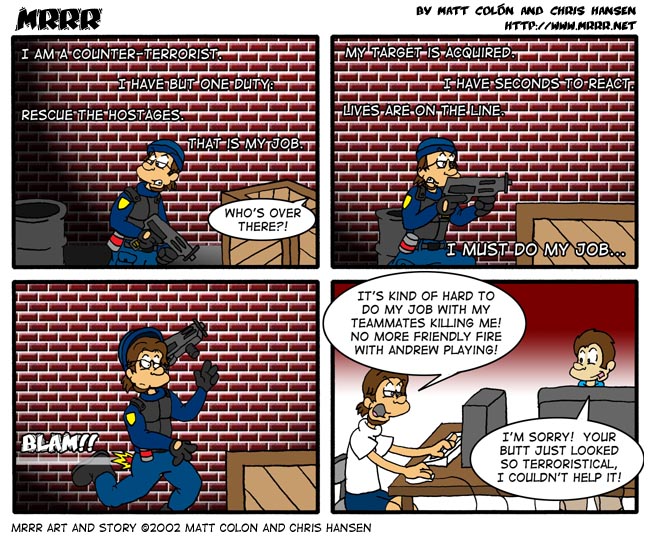 MRRR
BY MATT COLÓN AND CHRIS HANSEN
HTTP://WWW.MRRR.NET
I AM A COUNTER-TERRORIST.
I HAVE BUT ONE DUTY:
RESCUE THE HOSTAGES.
THAT IS MY JOB.
WHO'S OVER
THERE?!
MY TARGET IS ACQUIRED.
I HAVE SECONDS TO REACT.
LIVES ARE ON THE LINE.
I MUST DO MY JOB...
BLAM!!
IT'S KIND OF HARD TO
DO MY JOB WITH MY
TEAMMATES KILLING ME!
NO MORE FRIENDLY FIRE
WITH ANDREW PLAYING!
I'M SORRY! YOUR
BUTT JUST LOOKED
SO TERRORISTICAL,
I COULDN'T HELP IT!
MRRR ART AND STORY ©2002 MATT COLON AND CHRIS HANSEN